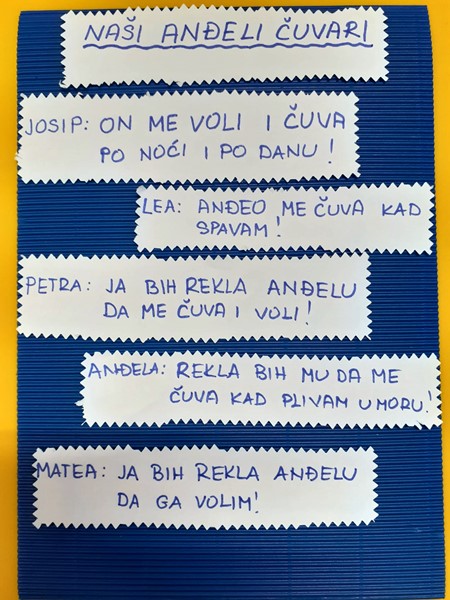 NAŠI ANĐELI ČUVARI
JOSIP: ON ME VOLI I ČUVA
PO NOĆI I PO DANU!
LEA: ANĐEO ME ČUVA KAD
SPAVAM!
PETRA: JA BIH REKLA ANĐELU
DA ME ČUVA I VOLI!
ANĐELA: REKLA BIH MU DA ME
ČUVA KAD PLIVAM U MORU!
MATEA: JA BIH REKLA ANĐELU
DA GA VOLIM!